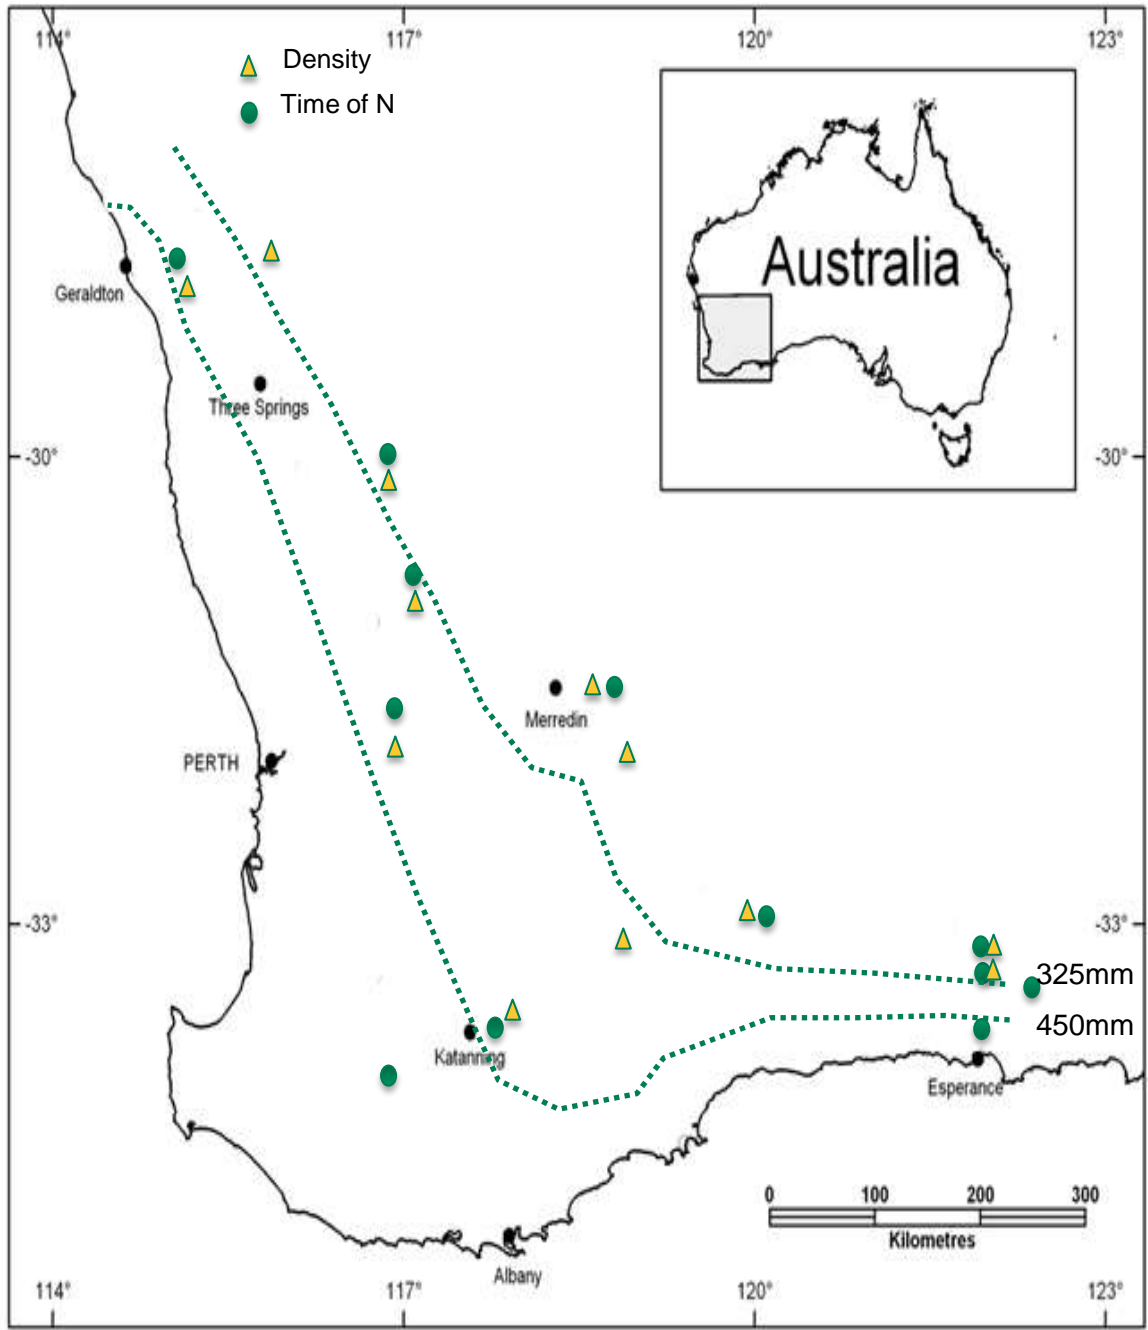 114°
117°
120°
123°
Density
Time of N
Australia
Geraldton
Three Springs
-30°
-30°
Merredin
PERTH
-33°
-33°
325mm
450mm
Katanning
Esperance
0 100 200 300
Kilometres
Albany
114°
117°
120°
123°